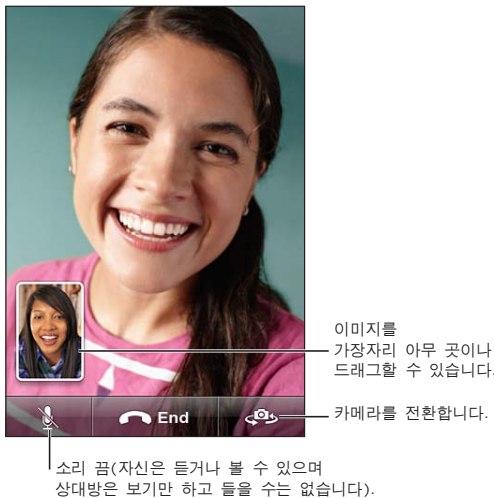 이미지를
가장자리 아무 곳이나
드래그할 수 있습니다.
End
카메라를 전환합니다.
소리 끔(자신은 듣거나 볼 수 있으며
상대방은 보기만 하고 들을 수는 없습니다).